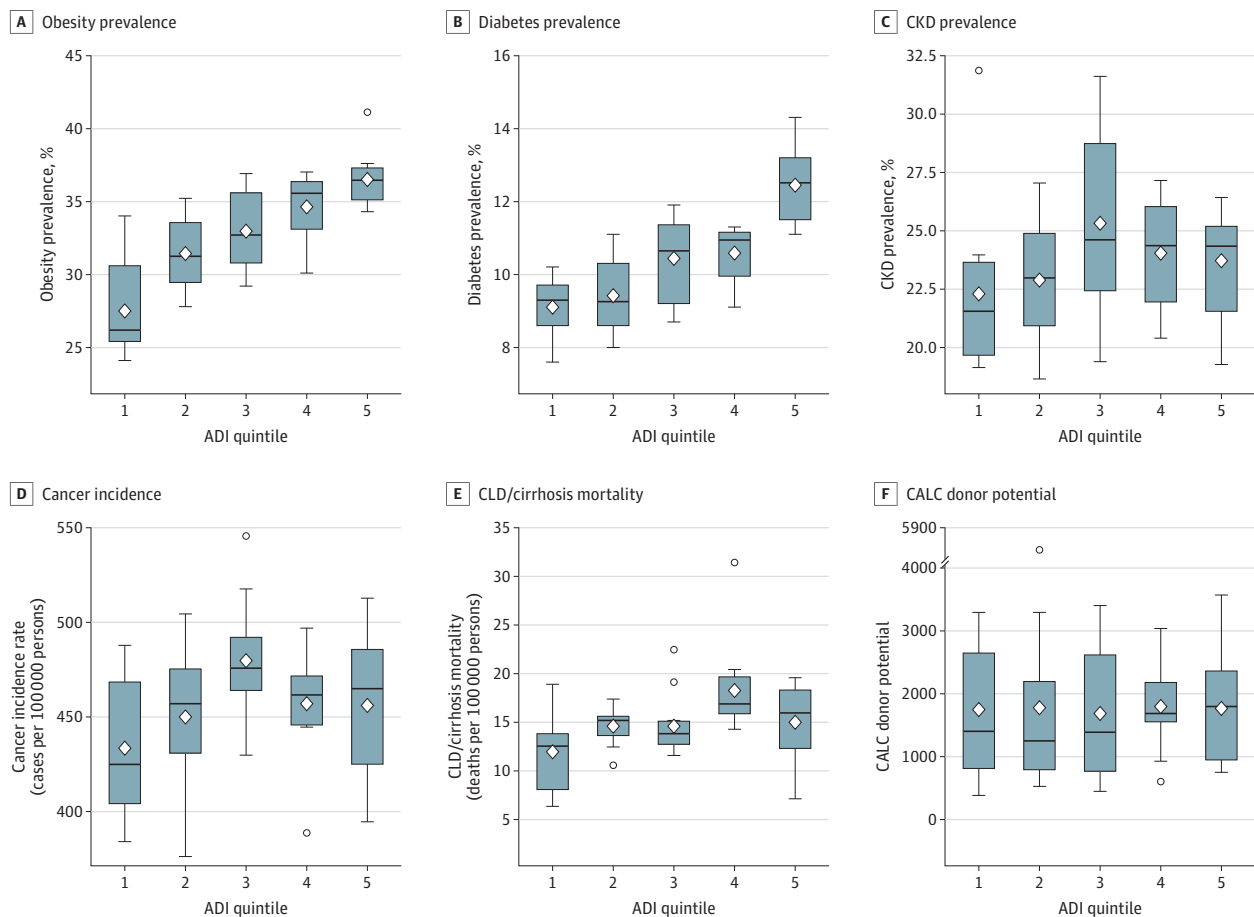 A Obesity prevalence
45
40
35
30
25
Obesity prevalence, %
1 2 3 4 5
ADI quintile
B Diabetes prevalence
16
14
12
10
8
Diabetes prevalence, %
1 2 3 4 5
ADI quintile
C CKD prevalence
32.5
30.0
27.5
25.0
22.5
20.0
CKD prevalence, %
1 2 3 4 5
ADI quintile
D Cancer incidence
550
500
450
400
Cancer incidence rate
(cases per 100 000 persons)
1 2 3 4 5
ADI quintile
E CLD/cirrhosis mortality
35
30
25
20
15
10
5
CLD/cirrhosis mortality
(deaths per 100 000 persons)
1 2 3 4 5
ADI quintile
F CALC donor potential
5900
4000
3000
2000
1000
0
CALC donor potential
1 2 3 4 5
ADI quintile